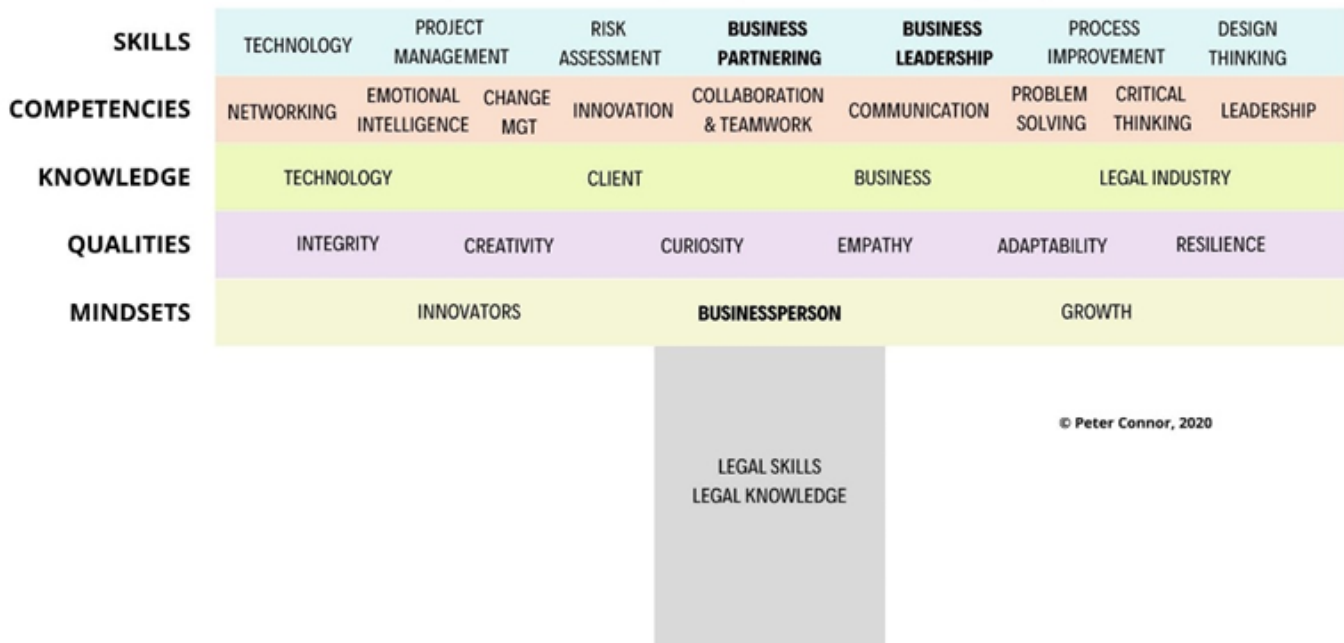 SKILLS
TECHNOLOGY
PROJECT
MANAGEMENT
RISK
ASSESSMENT
BUSINESS
PARTNERING
BUSINESS
LEADERSHIP
PROCESS
IMPROVEMENT
DESIGN
THINKING
COMPETENCIES
NETWORKING
EMOTIONAL
INTELLIGENCE
CHANGE
MGT
INNOVATION
COLLABORATION
& TEAMWORK
COMMUNICATION
PROBLEM
SOLVING
CRITICAL
THINKING
LEADERSHIP
KNOWLEDGE
TECHNOLOGY
CLIENT
BUSINESS
LEGAL INDUSTRY
QUALITIES
INTEGRITY
CREATIVITY
CURIOSITY
EMPATHY
ADAPTABILITY
RESILIENCE
MINDSETS
INNOVATORS
BUSINESSPERSON
GROWTH
© Peter Connor, 2020
LEGAL SKILLS
LEGAL KNOWLEDGE